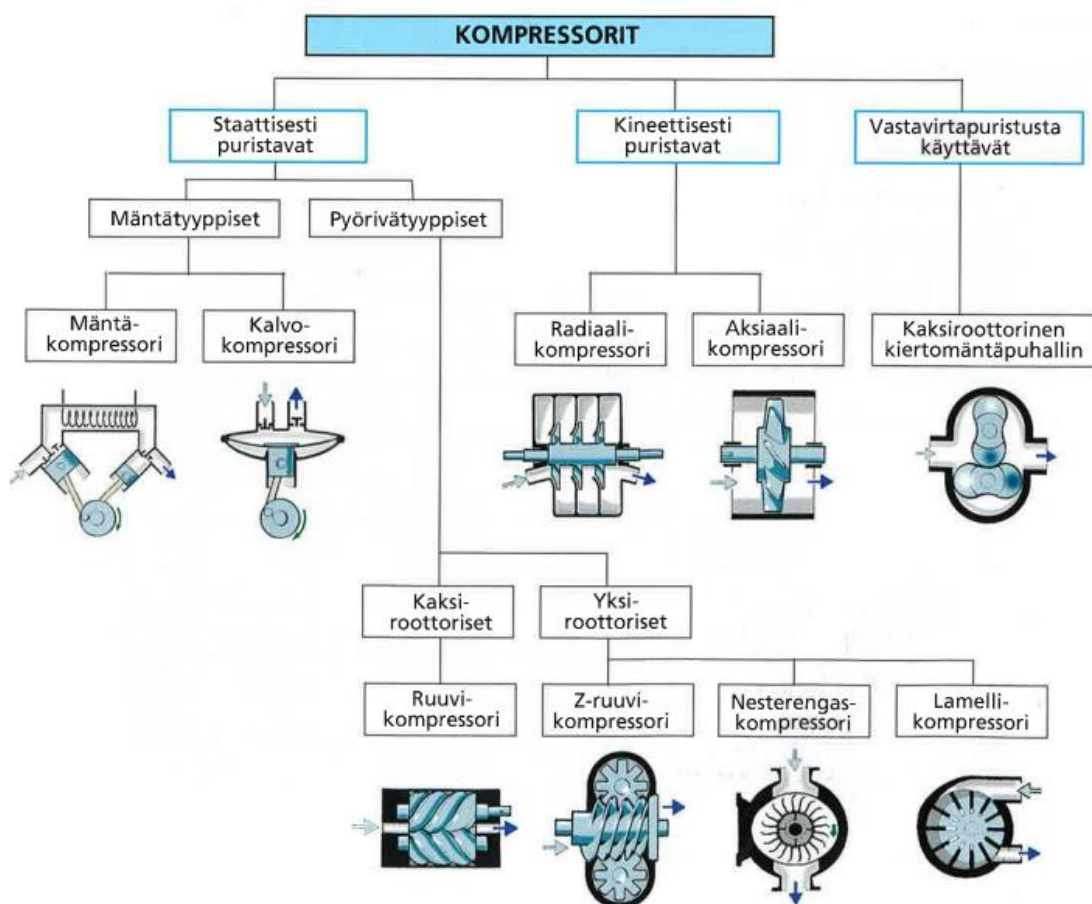 KOMPRESSORIT
Staattisesti
puristavat
Kineettisesti
puristavat
Vastavirtapuristusta
käyttävät
Mäntätyyppiset
Pyörivätyyppiset
Mäntä-
kompressori
Kalvo-
kompressori
Radiaali-
kompressori
Aksiaali-
kompressori
Kaksiroottorinen
kiertomäntäpuhallin
Kaksi-
roottoriset
Yksi-
roottoriset
Ruuvi-
kompressori
Z-ruuvi-
kompressori
Nesterengas-
kompressori
Lamelli-
kompressori